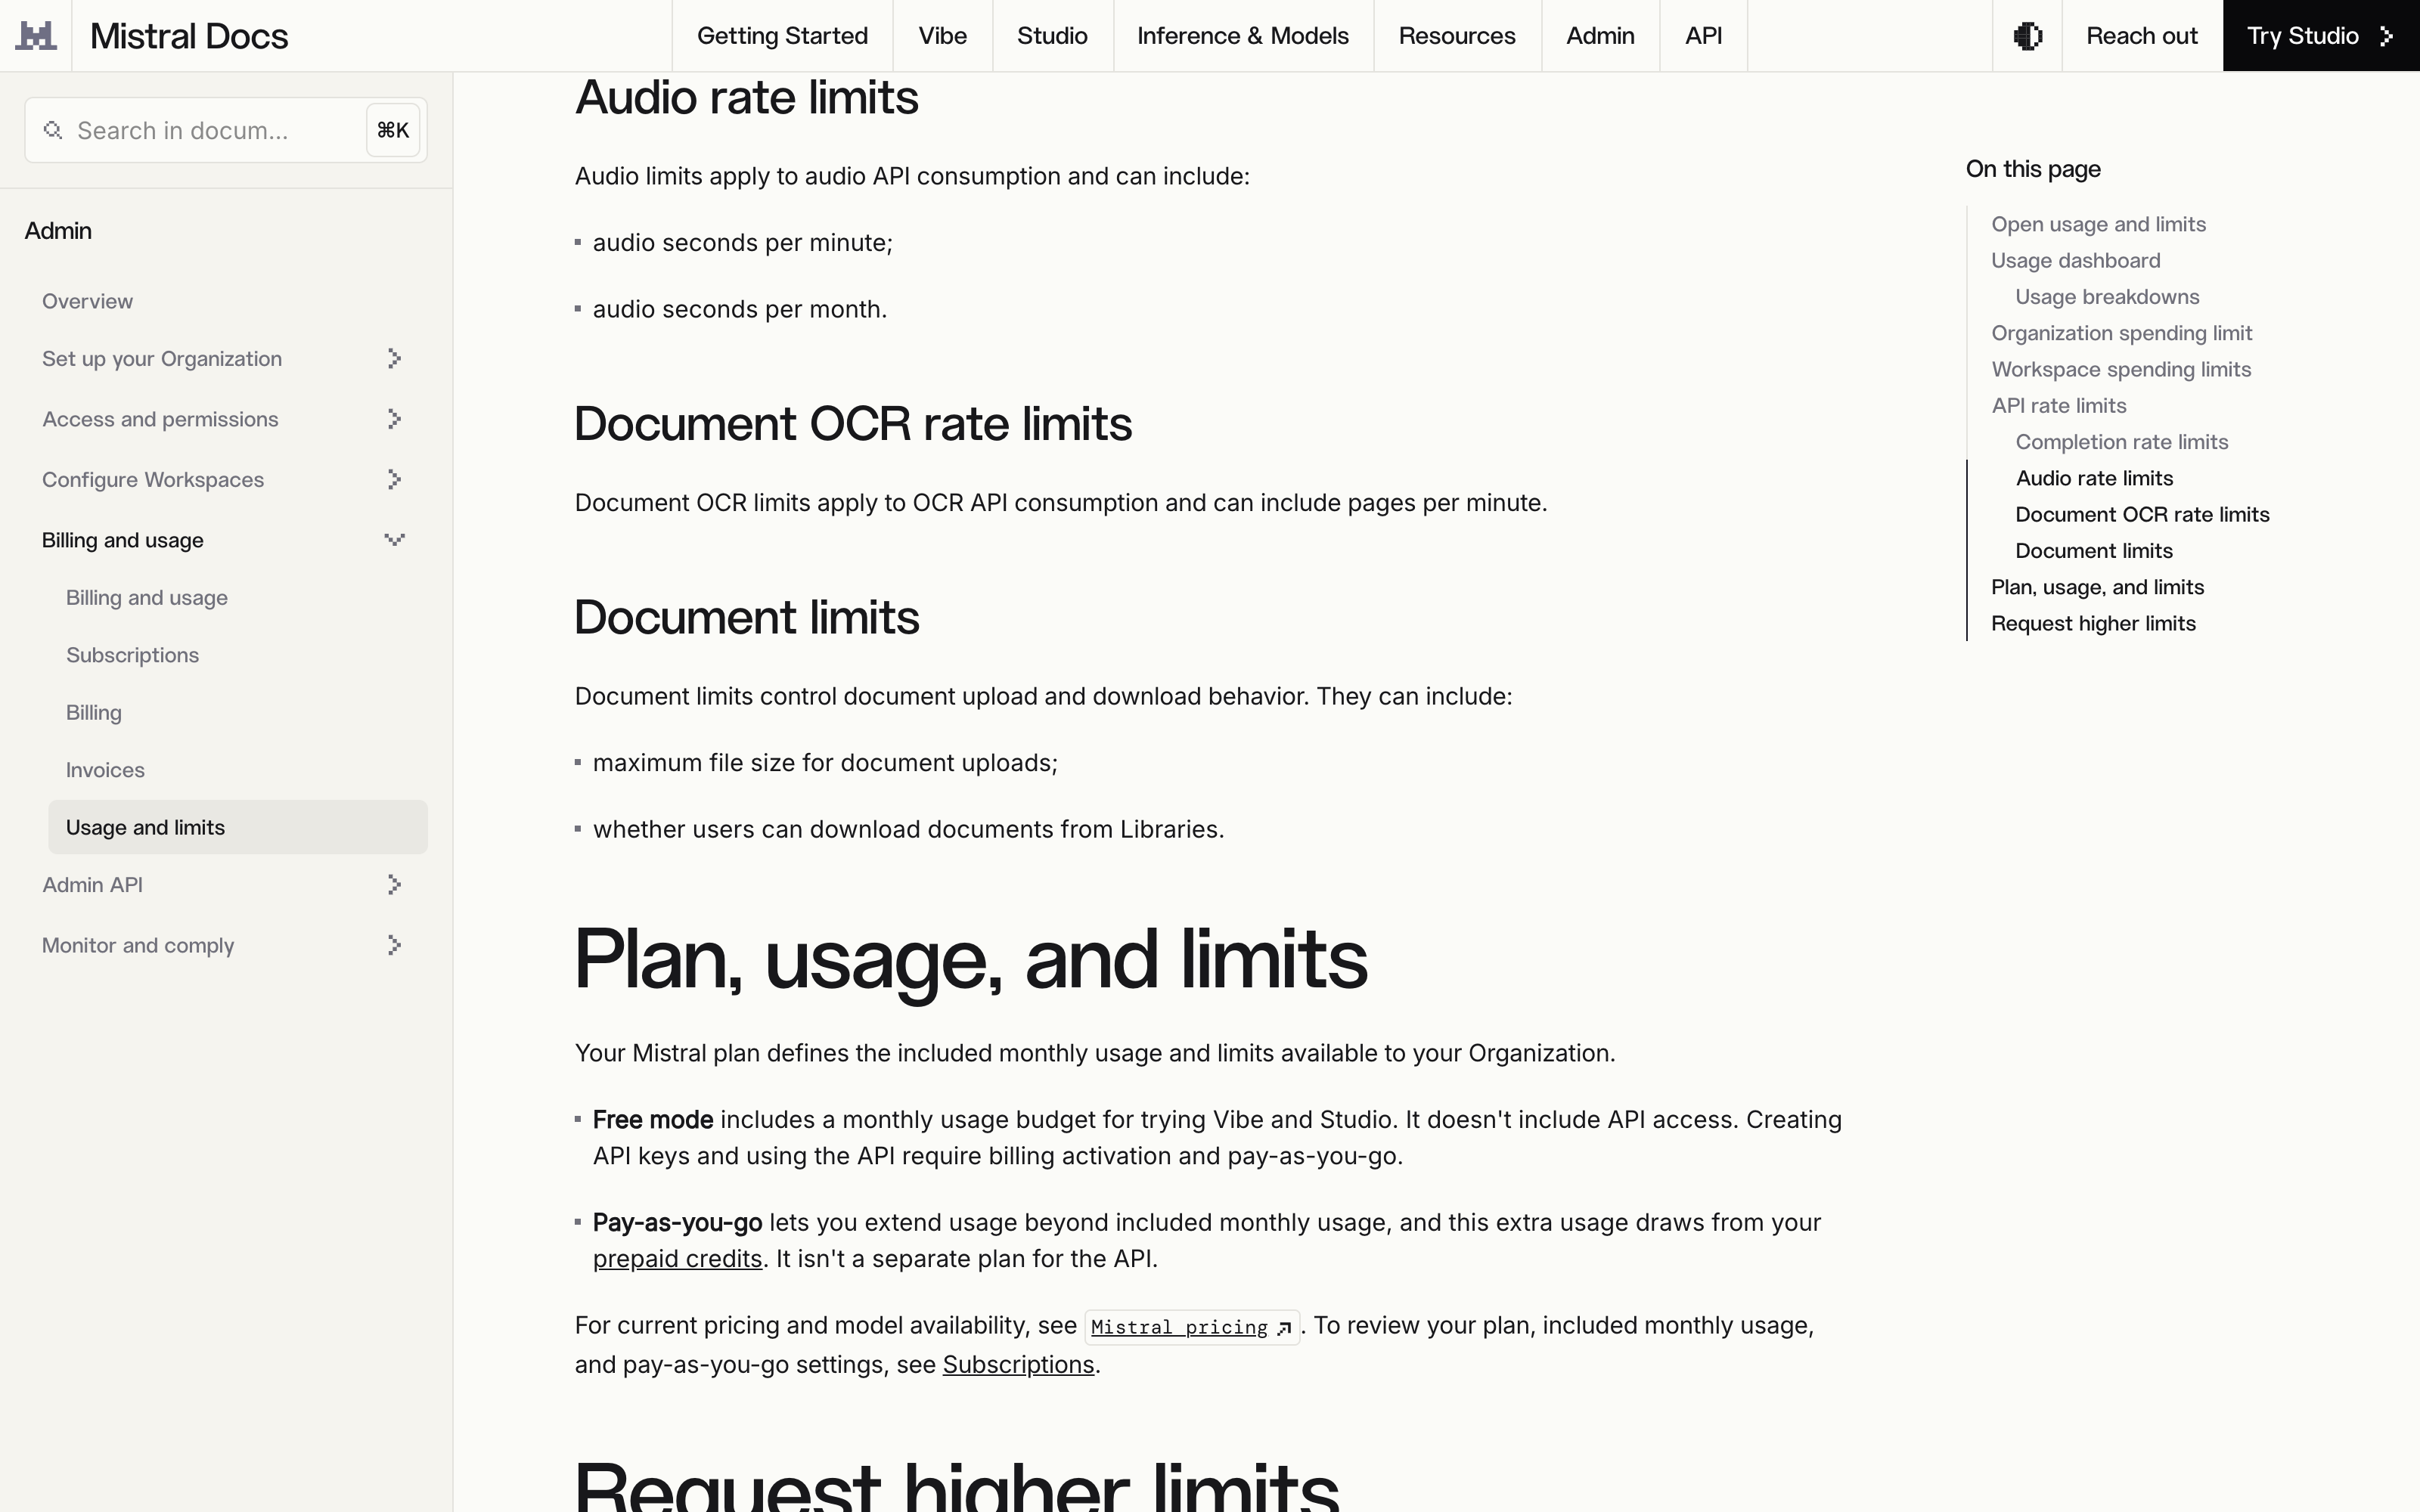 Mistral Docs
Getting Started
Vibe
Studio
Inference & Models
Resources
Admin
API
Reach out
Try Studio
Search in docum...
⌘K
Admin
Overview
Set up your Organization
Access and permissions
Configure Workspaces
Billing and usage
Billing and usage
Subscriptions
Billing
Invoices
Usage and limits
Admin API
Monitor and comply
Audio rate limits
Audio limits apply to audio API consumption and can include:
audio seconds per minute;
audio seconds per month.
Document OCR rate limits
Document OCR limits apply to OCR API consumption and can include pages per minute.
Document limits
Document limits control document upload and download behavior. They can include:
maximum file size for document uploads;
whether users can download documents from Libraries.
Plan, usage, and limits
Your Mistral plan defines the included monthly usage and limits available to your Organization.
Free mode includes a monthly usage budget for trying Vibe and Studio. It doesn't include API access. Creating
API keys and using the API require billing activation and pay-as-you-go.
Pay-as-you-go lets you extend usage beyond included monthly usage, and this extra usage draws from your
prepaid credits. It isn't a separate plan for the API.
For current pricing and model availability, see Mistral pricing. To review your plan, included monthly usage,
and pay-as-you-go settings, see Subscriptions.
Request higher limits
On this page
Open usage and limits
Usage dashboard
Usage breakdowns
Organization spending limit
Workspace spending limits
API rate limits
Completion rate limits
Audio rate limits
Document OCR rate limits
Document limits
Plan, usage, and limits
Request higher limits